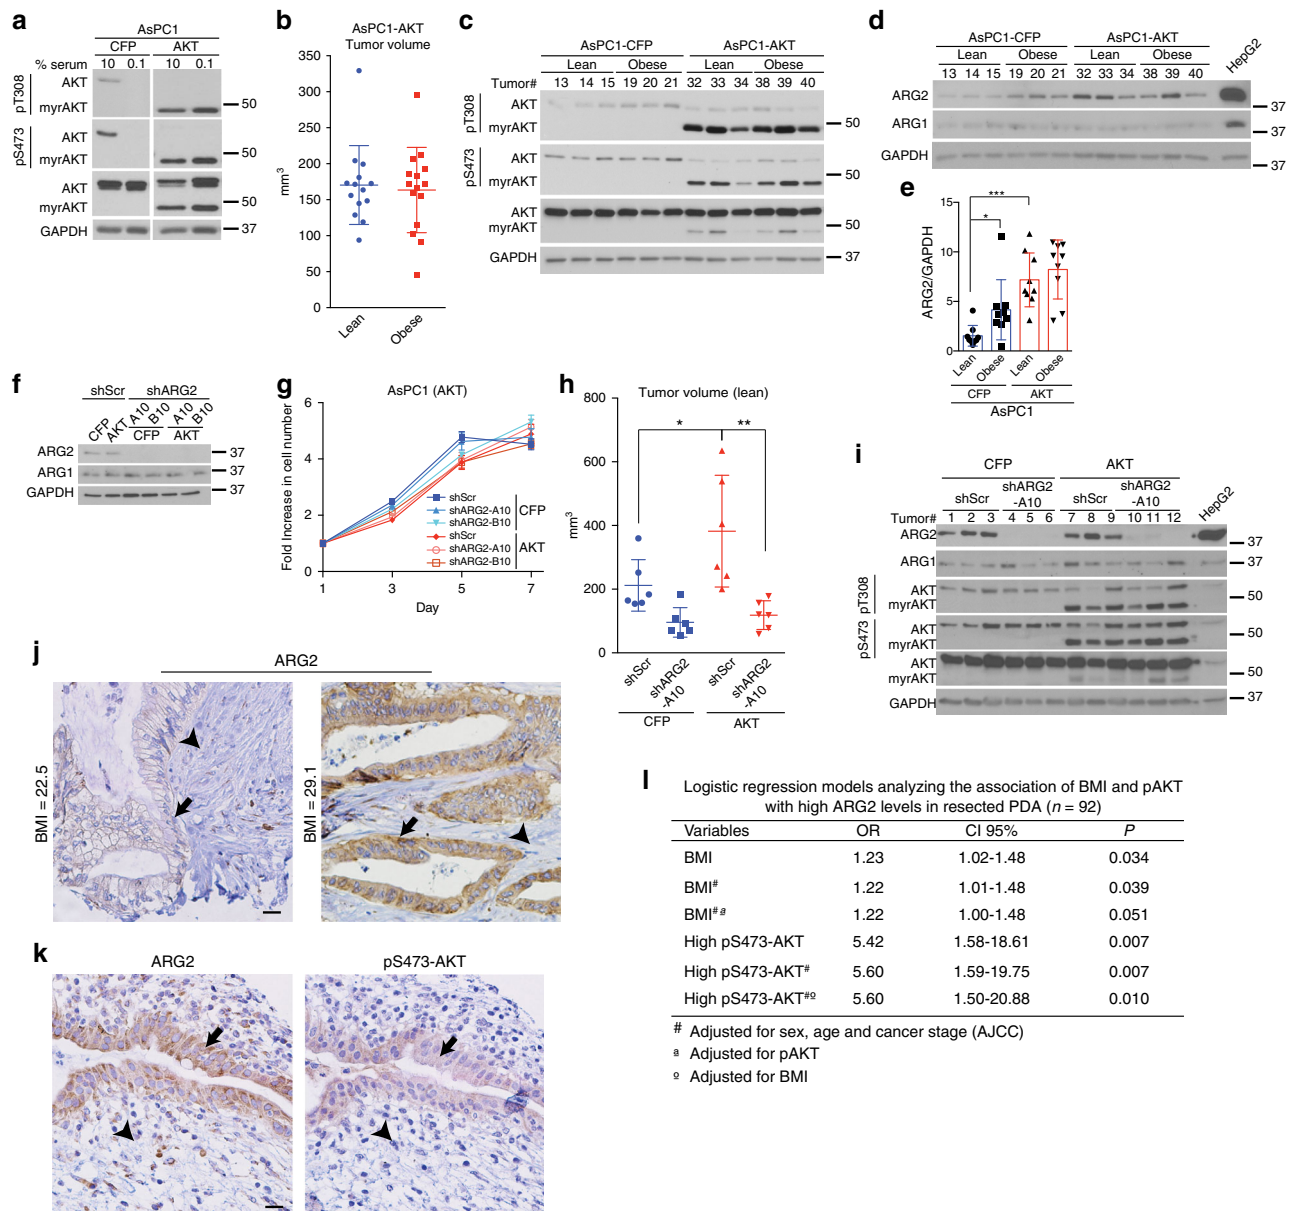 a
AsPC1
CFP AKT
% serum 10 0.1 10 0.1
pT308
AKT
myrAKT
50
pS473
AKT
myrAKT
50
AKT
myrAKT
50
GAPDH
37
b
AsPC1-AKT
Tumor volume
mm³
350
300
250
200
150
100
50
0
Lean
Obese
c
AsPC1-CFP AsPC1-AKT
Lean Obese Lean Obese
Tumor# 13 14 15 19 20 21 32 33 34 38 39 40
pT308
AKT
myrAKT
50
pS473
AKT
myrAKT
50
AKT
myrAKT
50
GAPDH
37
d
AsPC1-CFP AsPC1-AKT
Lean Obese Lean Obese
13 14 15 19 20 21 32 33 34 38 39 40 HepG2
ARG2
37
ARG1
37
GAPDH
37
e
ARG2/GAPDH
15
10
5
0
***
*
Lean Obese Lean Obese
CFP AKT
AsPC1
f
shScr shARG2
CFP AKT A10 B10 A10 B10
CFP AKT
ARG2
37
ARG1
37
GAPDH
37
g
AsPC1 (AKT)
Fold Increase in cell number
6
4
2
0
1 3 5 7
Day
shScr
shARG2-A10
shARG2-B10
CFP
shScr
shARG2-A10
shARG2-B10
AKT
h
Tumor volume (lean)
mm³
800
600
400
200
0
* **
shScr
shARG2
-A10
shScr
shARG2
-A10
CFP AKT
i
CFP AKT
shScr shARG2
-A10
shScr shARG2
-A10
Tumor# 1 2 3 4 5 6 7 8 9 10 11 12 HepG2
ARG2
37
ARG1
37
pT308
AKT
myrAKT
50
pS473
AKT
myrAKT
50
AKT
myrAKT
50
GAPDH
37
j
ARG2
BMI = 22.5
BMI = 29.1
k
ARG2 pS473-AKT
l
Logistic regression models analyzing the association of BMI and pAKT
with high ARG2 levels in resected PDA (n = 92)
Variables OR CI 95% P
BMI 1.23 1.02-1.48 0.034
BMI# 1.22 1.01-1.48 0.039
BMI#ª 1.22 1.00-1.48 0.051
High pS473-AKT 5.42 1.58-18.61 0.007
High pS473-AKT# 5.60 1.59-19.75 0.007
High pS473-AKT#º 5.60 1.50-20.88 0.010
# Adjusted for sex, age and cancer stage (AJCC)
ª Adjusted for pAKT
º Adjusted for BMI